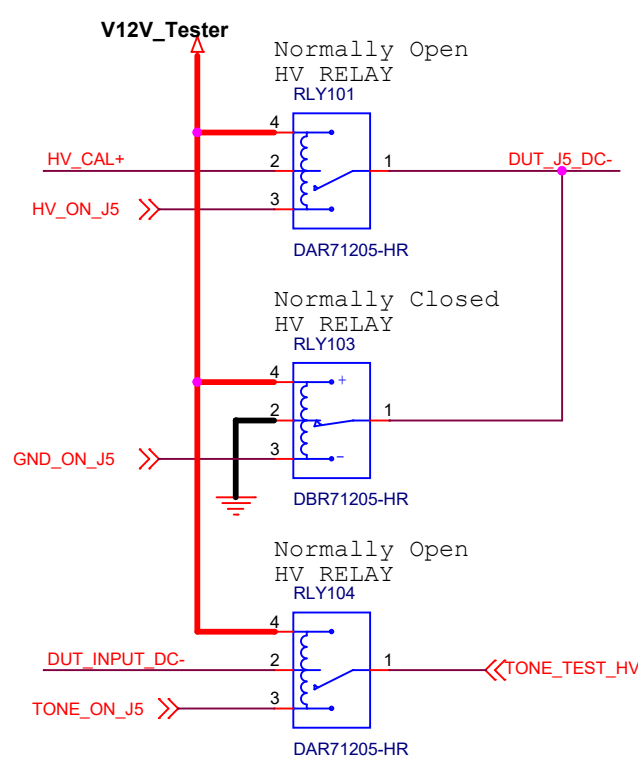 V12V_Tester
Normally Open
HV RELAY
RLY101
4
HV_CAL+
2
1
DUT_J5_DC-
HV_ON_J5
3
DAR71205-HR
Normally Closed
HV RELAY
RLY103
4
+
2
1
GND_ON_J5
3
-
DBR71205-HR
Normally Open
HV RELAY
RLY104
4
DUT_INPUT_DC-
2
1
TONE_TEST_HV
TONE_ON_J5
3
DAR71205-HR